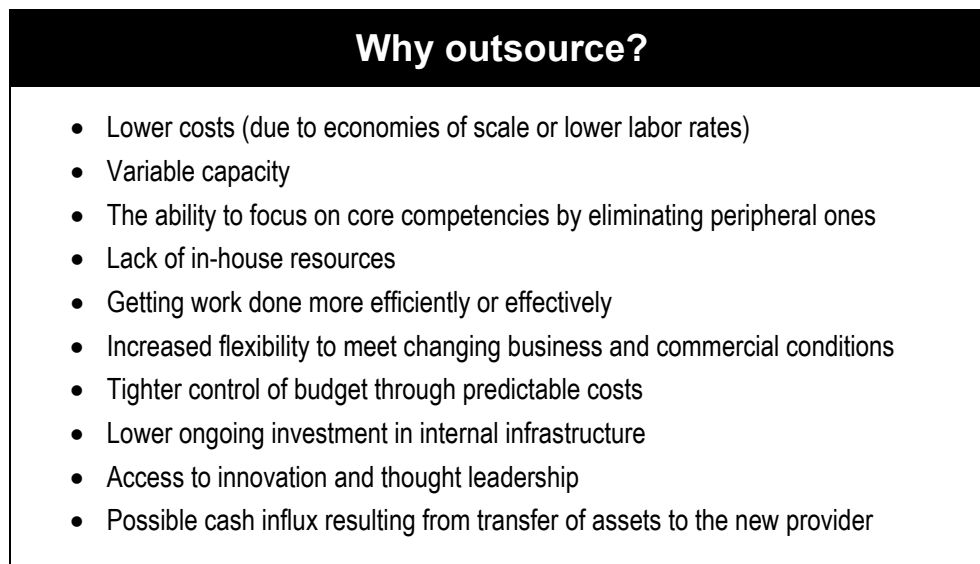 Why outsource?
• Lower costs (due to economies of scale or lower labor rates)
• Variable capacity
• The ability to focus on core competencies by eliminating peripheral ones
• Lack of in-house resources
• Getting work done more efficiently or effectively
• Increased flexibility to meet changing business and commercial conditions
• Tighter control of budget through predictable costs
• Lower ongoing investment in internal infrastructure
• Access to innovation and thought leadership
• Possible cash influx resulting from transfer of assets to the new provider